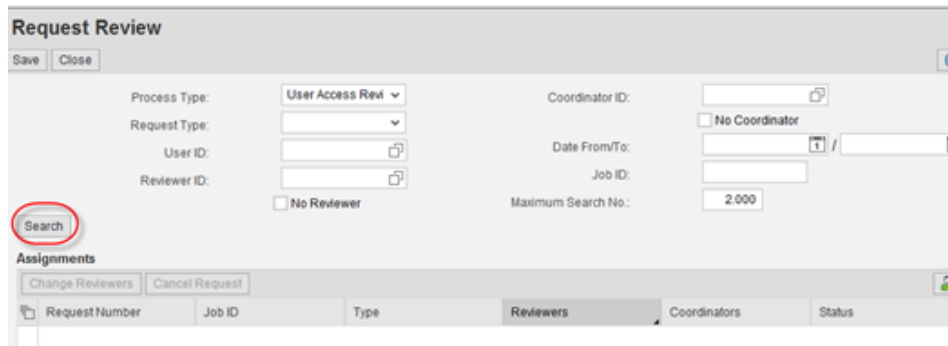 Request Review
Save Close
Process Type: User Access Revi Coordinator ID:
Request Type: No Coordinator
User ID: Date From/To: 1 /
Reviewer ID: Job ID:
No Reviewer Maximum Search No.: 2.000
Search
Assignments
Change Reviewers Cancel Request
Request Number Job ID Type Reviewers Coordinators Status